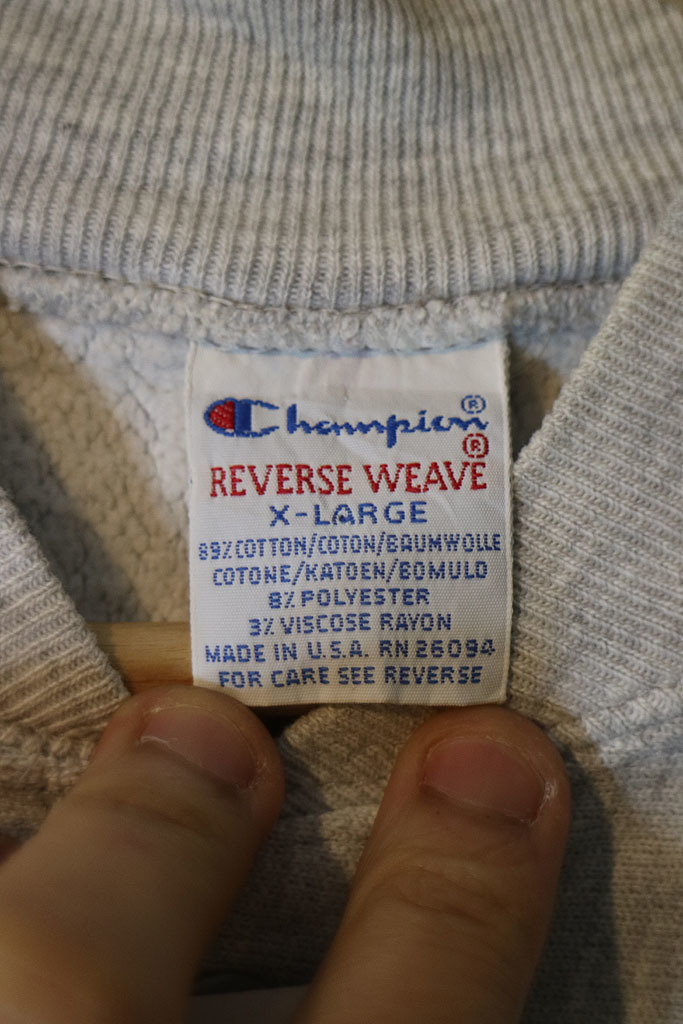 Champion®
®
REVERSE WEAVE
X-LARGE
89% COTTON/COTON/BAUMWOLLE
COTONE/KATOEN/BOMULD
8% POLYESTER
3% VISCOSE RAYON
MADE IN U.S.A. RN 26094
FOR CARE SEE REVERSE